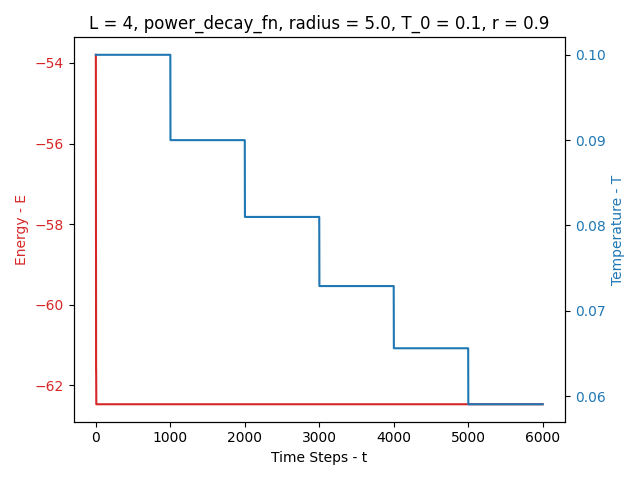 L = 4, power_decay_fn, radius = 5.0, T_0 = 0.1, r = 0.9
Energy - E
−54
−56
−58
−60
−62
0.10
0.09
0.08
0.07
0.06
Temperature - T
0 1000 2000 3000 4000 5000 6000
Time Steps - t